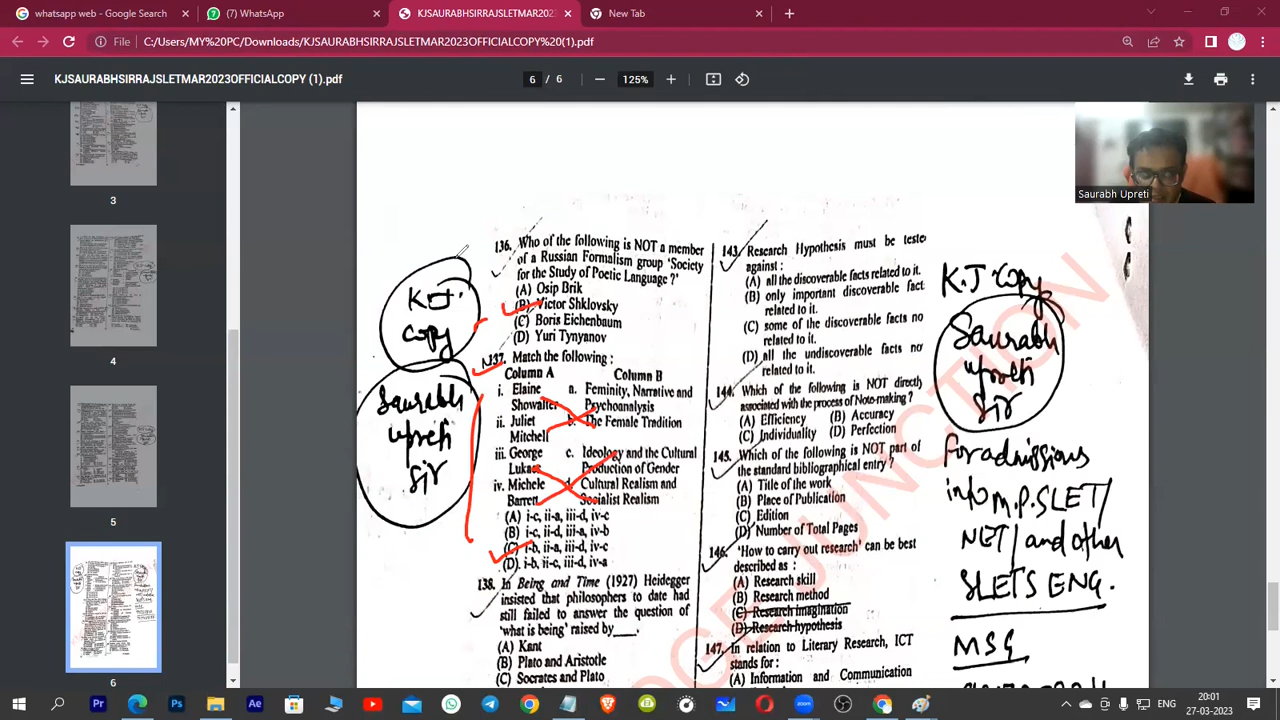 whatsapp web - Google Search
(7) WhatsApp
KJSAURABHSIRRAJSLETMAR2023
New Tab
File C:/Users/MY%20PC/Downloads/KJSAURABHSIRRAJSLETMAR2023OFFICIALCOPY%20(1).pdf
KJSAURABHSIRRAJSLETMAR2023OFFICIALCOPY (1).pdf
6 / 6
125%
3
4
5
6
Saurabh Upreti
copy
Saurabh
upreti
Sir
136. Who of the following is NOT a member
of a Russian Formalism group 'Society
for the Study of Poetic Language?'
(A) Osip Brik
(B) Victor Shklovsky
(C) Boris Eichenbaum
(D) Yuri Tynyanov
137. Match the following :
Column A Column B
i. Elaine a. Feminity, Narrative and
Showalter Psychoanalysis
ii. Juliet b. The Female Tradition
Mitchell
iii. George c. Ideology and the Cultural
Lukacs Production of Gender
iv. Michele d. Cultural Realism and
Barrett Socialist Realism
(A) i-c, ii-a, iii-d, iv-c
(B) i-c, ii-d, iii-a, iv-b
(C) i-b, ii-a, iii-d, iv-c
(D). i-b, ii-c, iii-d, iv-a
138. In Being and Time (1927) Heidegger
insisted that philosophers to date had
still failed to answer the question of
'what is being' raised by____.
(A) Kant
(B) Plato and Aristotle
(C) Socrates and Plato
143. Research Hypothesis must be teste
against :
(A) all the discoverable facts related to it.
(B) only important discoverable fact
related to it.
(C) some of the discoverable facts no
related to it.
(D) all the undiscoverable facts no
related to it.
144. Which of the following is NOT directly
associated with the process of Note-making ?
(A) Efficiency (B) Accuracy
(C) Individuality (D) Perfection
145. Which of the following is NOT part of
the standard bibliographical entry ?
(A) Title of the work
(B) Place of Publication
(C) Edition
(D) Number of Total Pages
146. 'How to carry out research' can be best
described as :
(A) Research skill
(B) Research method
(C) Research imagination
(D) Research hypothesis
147. In relation to Literary Research, ICT
stands for :
(A) Information and Communication
K.J copy
Saurabh
upreti
Sir
for admissions
info M.P.SLET/
NET/ and other
SLETS ENG.
MSG
ENG
20:01
27-03-2023